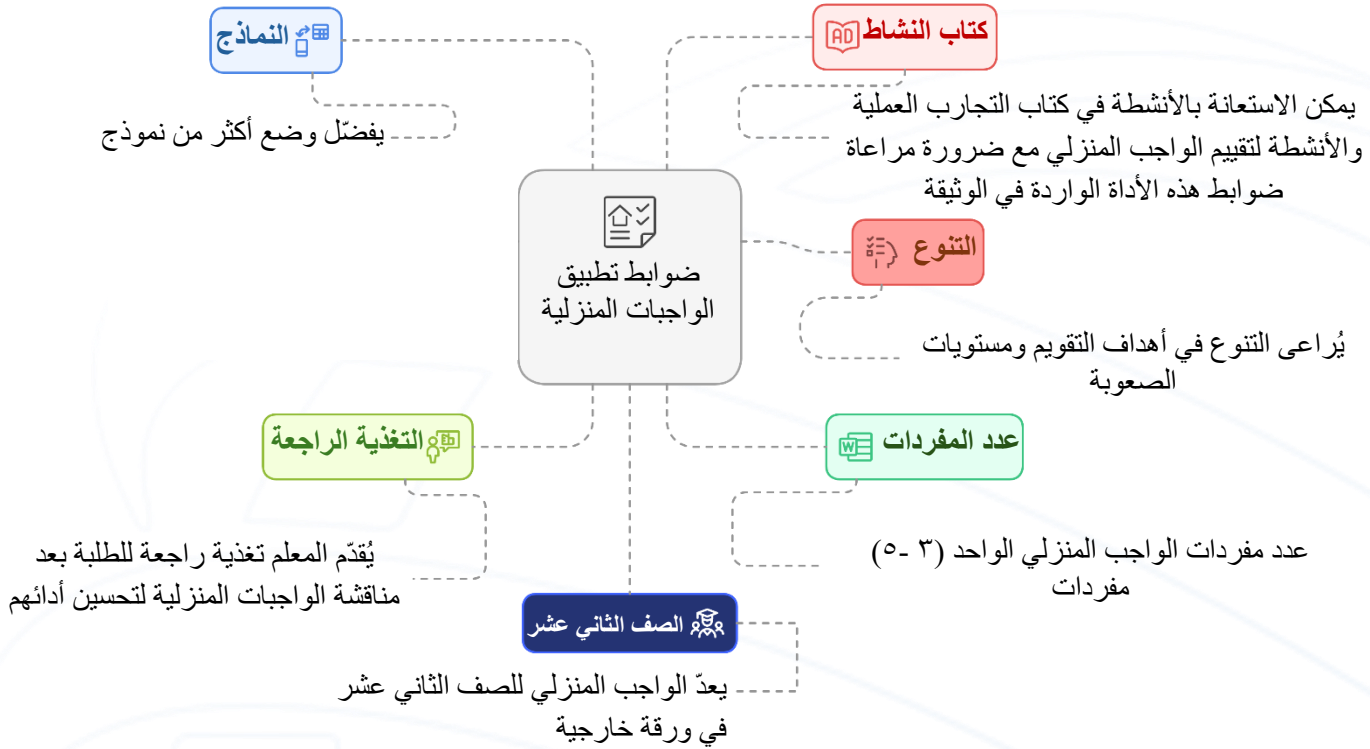 كتاب النشاط
يمكن الاستعانة بالأنشطة في كتاب التجارب العملية
والأنشطة لتقييم الواجب المنزلي مع ضرورة مراعاة
ضوابط هذه الأداة الواردة في الوثيقة
النماذج
يفضّل وضع أكثر من نموذج
ضوابط تطبيق
الواجبات المنزلية
التنوع
يُراعى التنوع في أهداف التقويم ومستويات
الصعوبة
عدد المفردات
عدد مفردات الواجب المنزلي الواحد (٣ -٥)
مفردات
التغذية الراجعة
يُقدّم المعلم تغذية راجعة للطلبة بعد
مناقشة الواجبات المنزلية لتحسين أدائهم
الصف الثاني عشر
يعدّ الواجب المنزلي للصف الثاني عشر
في ورقة خارجية